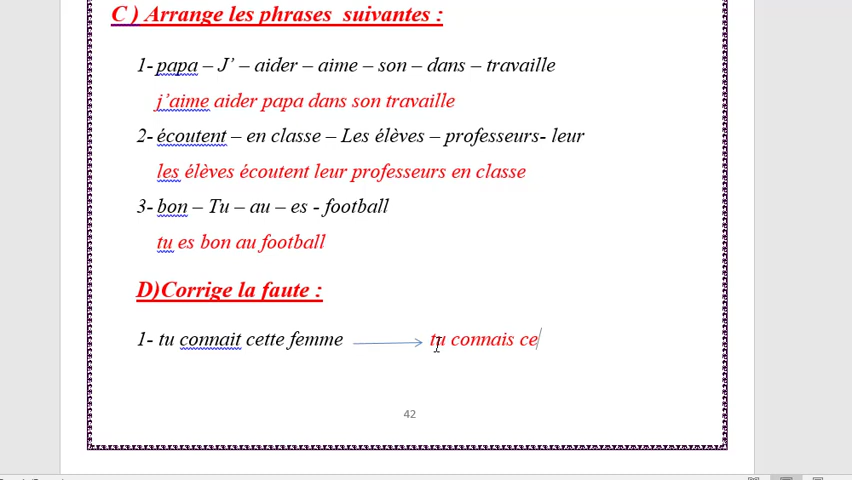 C ) Arrange les phrases suivantes :
1- papa – J’ – aider – aime – son – dans – travaille
j’aime aider papa dans son travaille
2- écoutent – en classe – Les élèves – professeurs- leur
les élèves écoutent leur professeurs en classe
3- bon – Tu – au – es - football
tu es bon au football
D)Corrige la faute :
1- tu connait cette femme tu connais ce
42